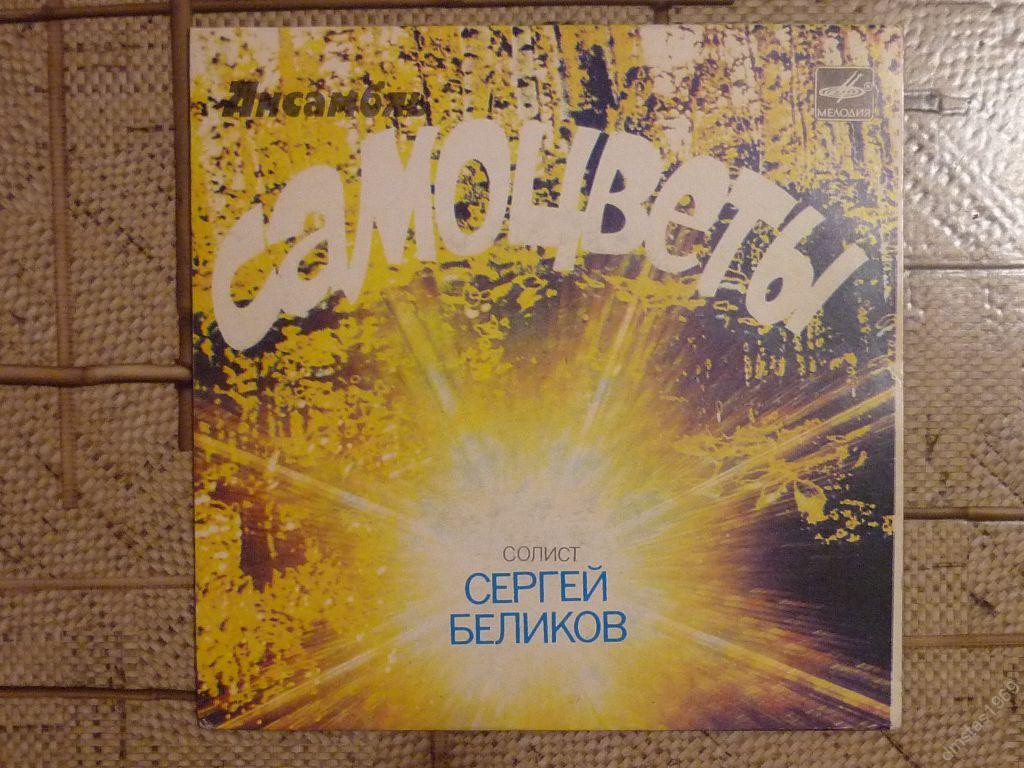 Ансамбль
самоцветы
МЕЛОДИЯ
СОЛИСТ
СЕРГЕЙ
БЕЛИКОВ